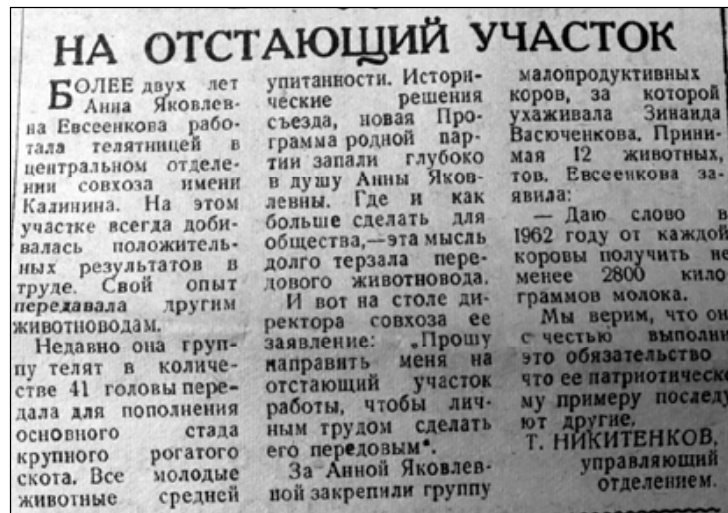 НА ОТСТАЮЩИЙ УЧАСТОК
БОЛЕЕ двух лет
Анна Яковлев-
на Евсеенкова рабо-
тала телятницей в
центральном отделе-
нии совхоза имени
Калинина. На этом
участке всегда доби-
валась положитель-
ных результатов в
труде. Свой опыт
передавала другим
животноводам.
Недавно она груп-
пу телят в количе-
стве 41 головы пере-
дала для пополнения
основного стада
крупного рогатого
скота. Все молодые
животные средней
упитанности. Истори-
ческие решения
съезда, новая Про-
грамма родной пар-
тии запали глубоко
в душу Анны Яков-
левны. Где и как
больше сделать для
общества,—эта мысль
долго терзала пере-
дового животновода.
И вот на столе ди-
ректора совхоза ее
заявление: „Прошу
направить меня на
отстающий участок
работы, чтобы лич-
ным трудом сделать
его передовым".
За Анной Яковлев-
ной закрепили группу
малопродуктивных
коров, за которой
ухаживала Зинаида
Васюченкова. Прини-
мая 12 животных,
тов. Евсеенкова за-
явила:
— Даю слово в
1962 году от каждой
коровы получить не
менее 2800 кило
граммов молока.
Мы верим, что он
с честью выполни
это обязательство
что ее патриотическо
му примеру последу
ют другие.
Т. НИКИТЕНКОВ,
управляющий
отделением.